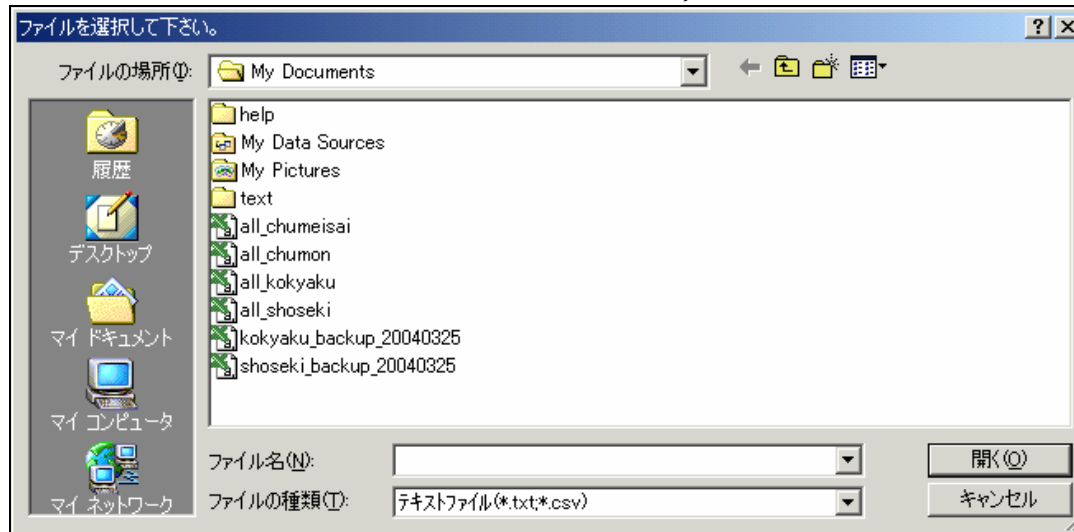 ファイルを選択して下さい。
ファイルの場所(I):
My Documents
履歴
デスクトップ
マイ ドキュメント
マイ コンピュータ
マイ ネットワーク
help
My Data Sources
My Pictures
text
all_chumeisai
all_chumon
all_kokyaku
all_shoseki
kokyaku_backup_20040325
shoseki_backup_20040325
ファイル名(N):
開く(O)
ファイルの種類(T):
テキストファイル(*.txt;*.csv)
キャンセル